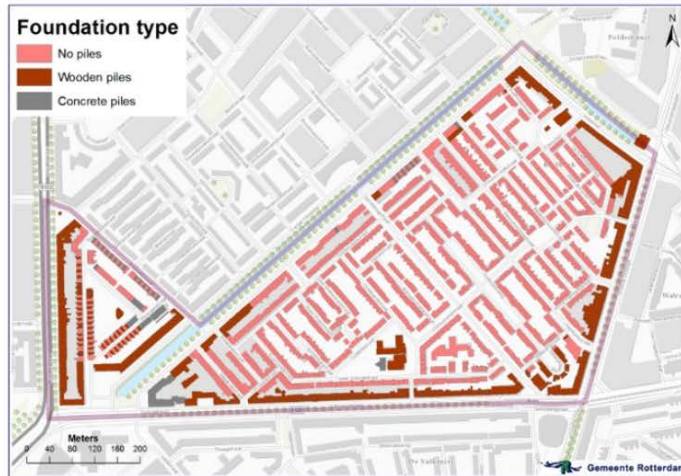 Foundation type
No piles
Wooden piles
Concrete piles
N
Meters
0 40 80 120 160 200
Gemeente Rotterdam